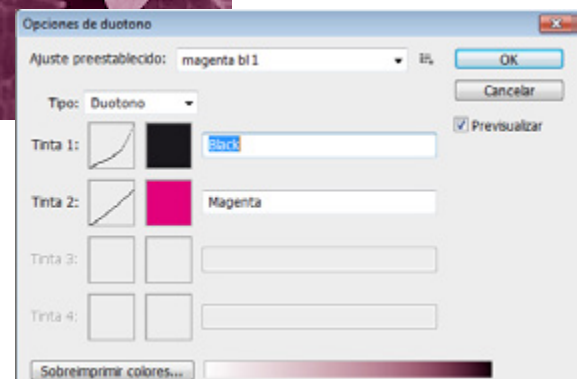 Opciones de duotono
Ajuste preestablecido: magenta bl 1
OK
Cancelar
Tipo: Duotono
Previsualizar
Tinta 1: Black
Tinta 2: Magenta
Tinta 3:
Tinta 4:
Sobreimprimir colores...